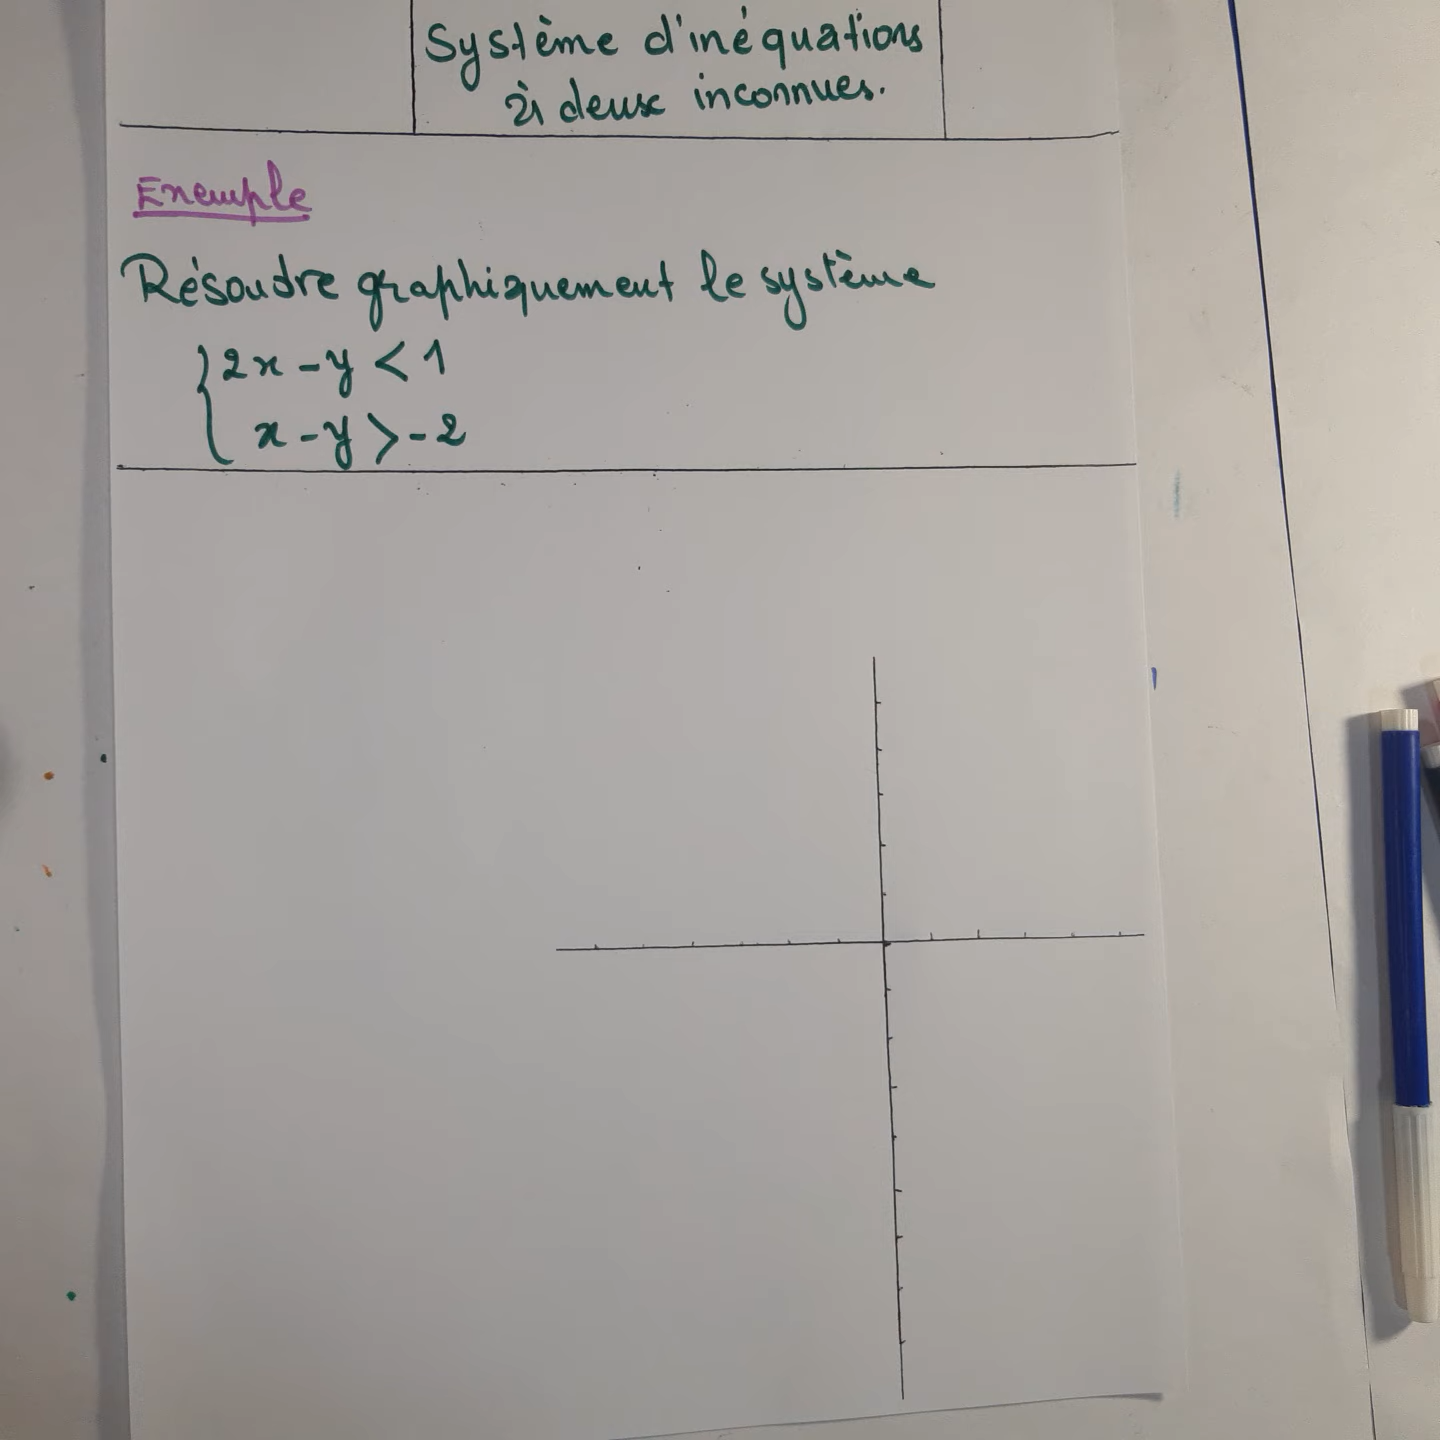 Système d'inéquations
à deux inconnues.
Exemple
Résoudre graphiquement le système
2x - y < 1
x - y > -2